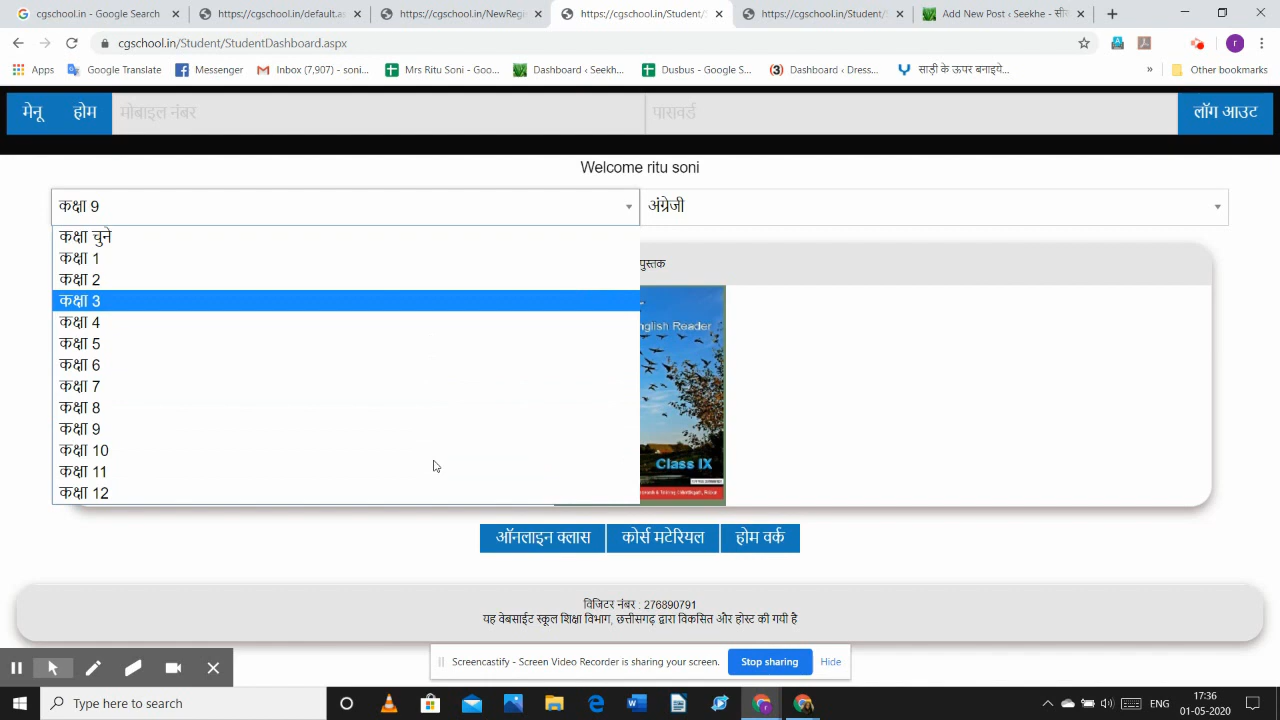 cgschool.in - Google Search
https://cgschool.in/default.as
https://cgschool.in/NewRegi
https://cgschool.in/Student/S
https://cgschool.in/Student/S
Add New Post ‹ Seekhe - सी
cgschool.in/Student/StudentDashboard.aspx
Apps
Google Translate
Messenger
Inbox (7,907) - soni...
Mrs Ritu Soni - Goo...
Dashboard ‹ Seekh...
Dusbus - Google S...
Dashboard ‹ Dress...
साड़ी के ऊपर बनाइपे...
»
Other bookmarks
मेनू होम मोबाइल नंबर पासवर्ड लॉग आउट
Welcome ritu soni
कक्षा 9 अंग्रेजी
कक्षा चुने
कक्षा 1
पुस्तक
कक्षा 2
कक्षा 3
कक्षा 4
nglish Reader
कक्षा 5
कक्षा 6
कक्षा 7
कक्षा 8
कक्षा 9
कक्षा 10
Class IX
कक्षा 11
कक्षा 12
ऑनलाइन क्लास कोर्स मटेरियल होम वर्क
विजिटर नंबर : 276890791
यह वेबसाईट स्कूल शिक्षा विभाग, छत्तीसगढ़ द्वारा विकसित और होस्ट की गयी है
Screencastify - Screen Video Recorder is sharing your screen. Stop sharing Hide
Type here to search
ENG
17:36
01-05-2020